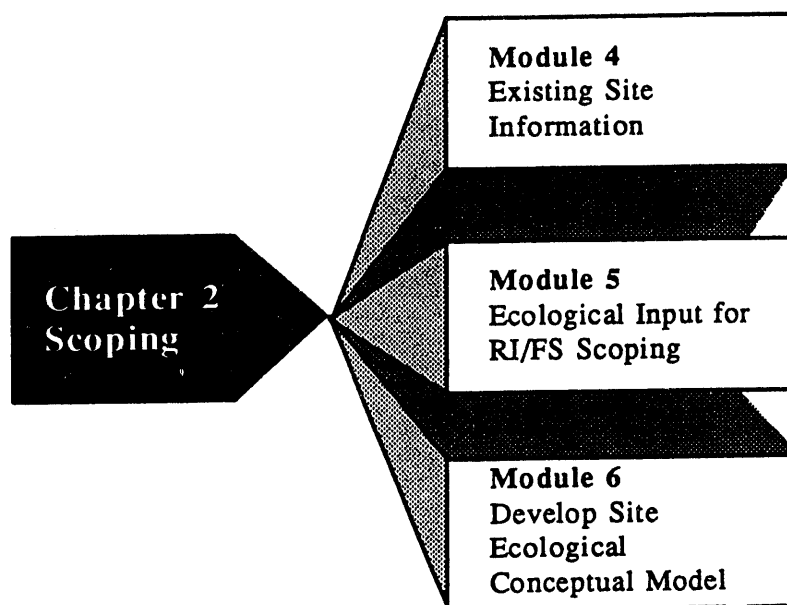 Chapter 2
Scoping
Module 4
Existing Site
Information
Module 5
Ecological Input for
RI/FS Scoping
Module 6
Develop Site
Ecological
Conceptual Model